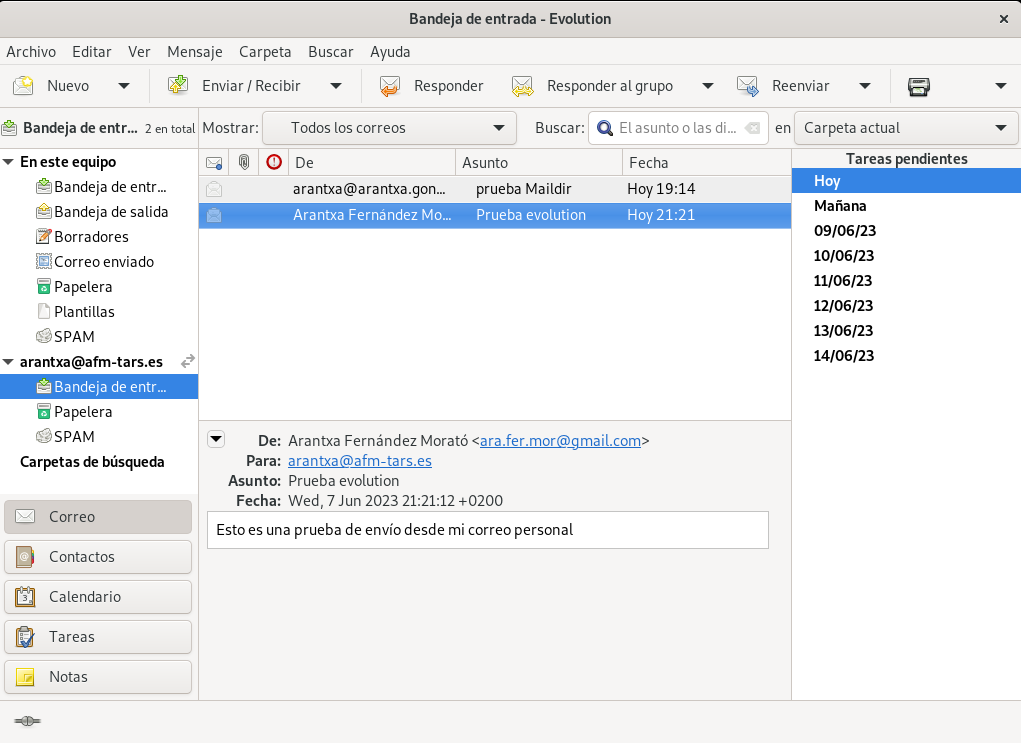 Bandeja de entrada - Evolution
Archivo Editar Ver Mensaje Carpeta Buscar Ayuda
Nuevo Enviar / Recibir Responder Responder al grupo Reenviar
Bandeja de entr... 2 en total Mostrar: Todos los correos Buscar: El asunto o las di... en Carpeta actual
En este equipo
Bandeja de entr...
Bandeja de salida
Borradores
Correo enviado
Papelera
Plantillas
SPAM
arantxa@afm-tars.es
Bandeja de entr...
Papelera
SPAM
Carpetas de búsqueda
Correo
Contactos
3
Calendario
Tareas
Notas
De Asunto Fecha
arantxa@arantxa.gon... prueba Maildir Hoy 19:14
Arantxa Fernández Mo... Prueba evolution Hoy 21:21
De: Arantxa Fernández Morató <ara.fer.mor@gmail.com>
Para: arantxa@afm-tars.es
Asunto: Prueba evolution
Fecha: Wed, 7 Jun 2023 21:21:12 +0200
Esto es una prueba de envío desde mi correo personal
Tareas pendientes
Hoy
Mañana
09/06/23
10/06/23
11/06/23
12/06/23
13/06/23
14/06/23